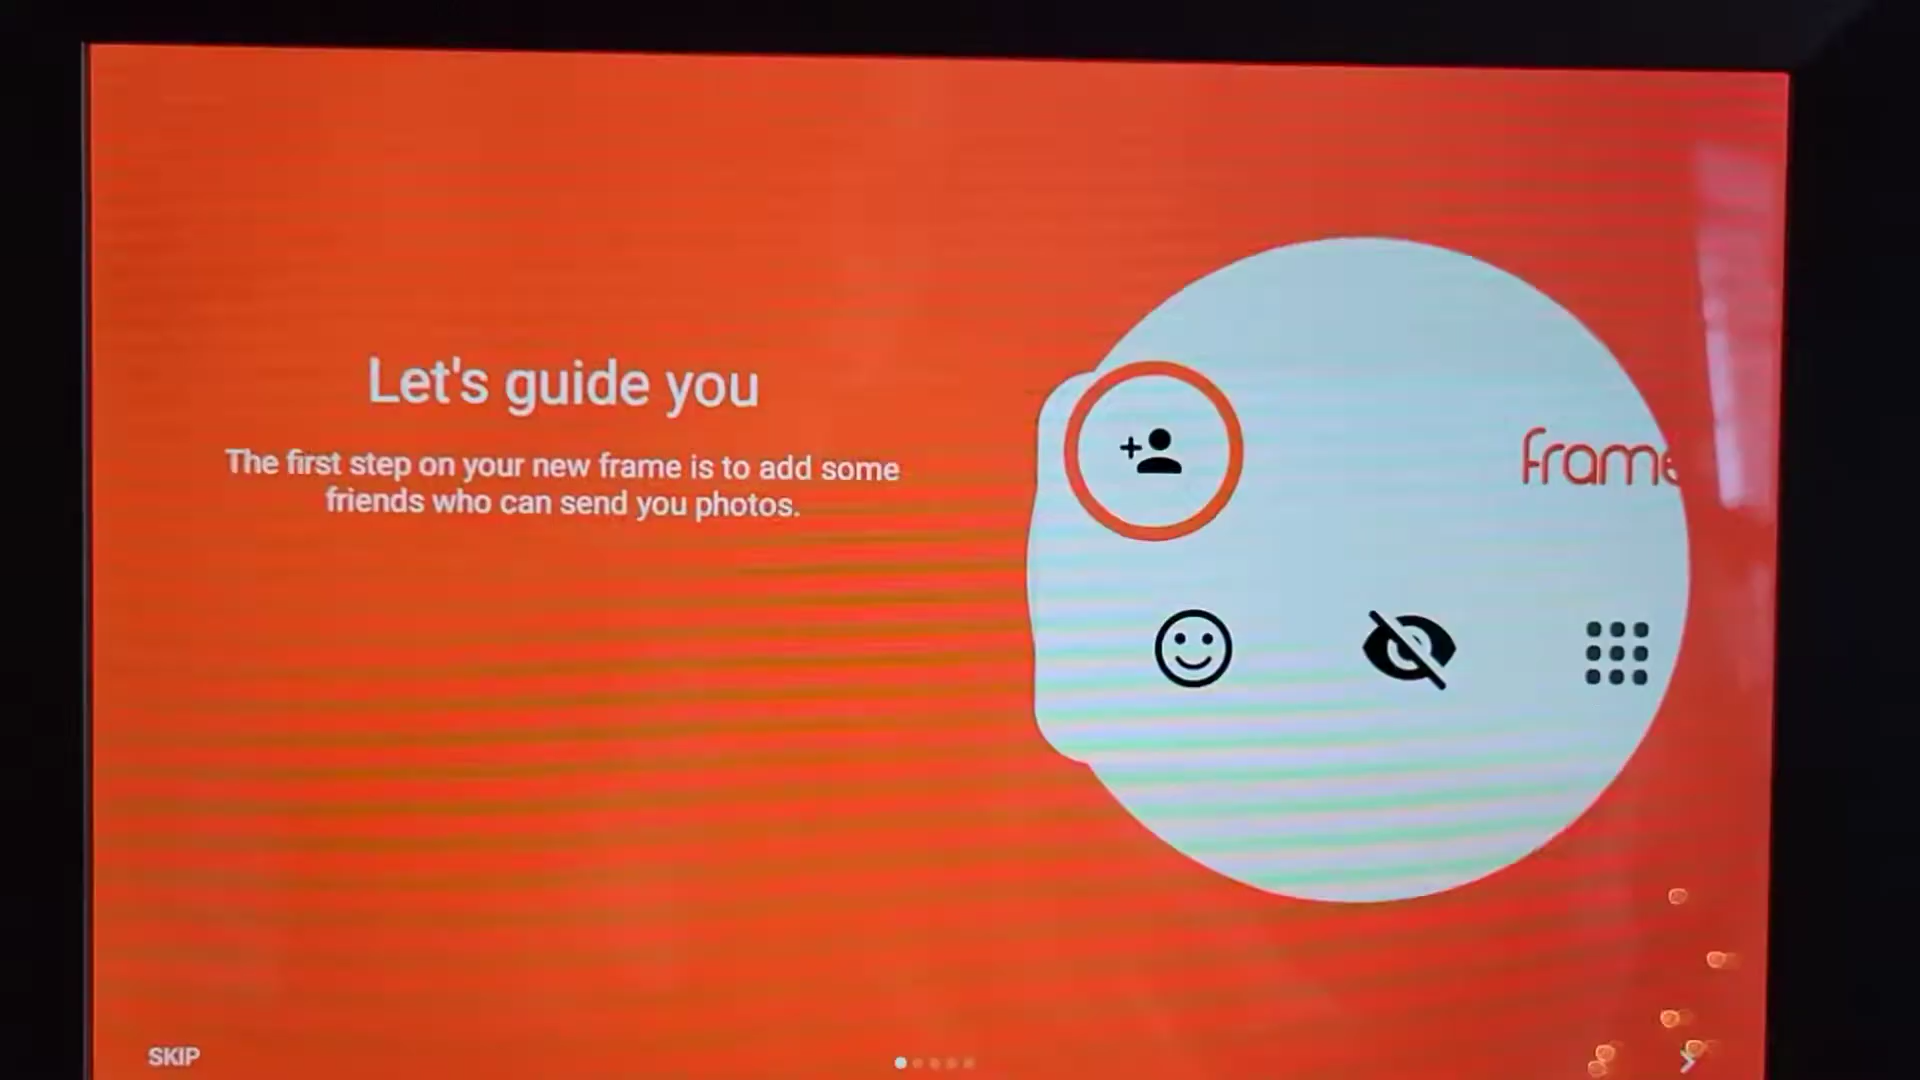 Let's guide you
The first step on your new frame is to add some
friends who can send you photos.
frame
SKIP